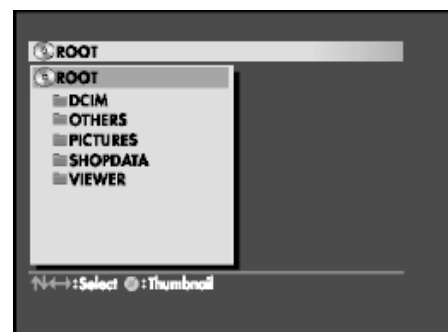 ROOT
ROOT
DCIM
OTHERS
PICTURES
SHOPDATA
VIEWER
↑↓←→:Select ●:Thumbnail